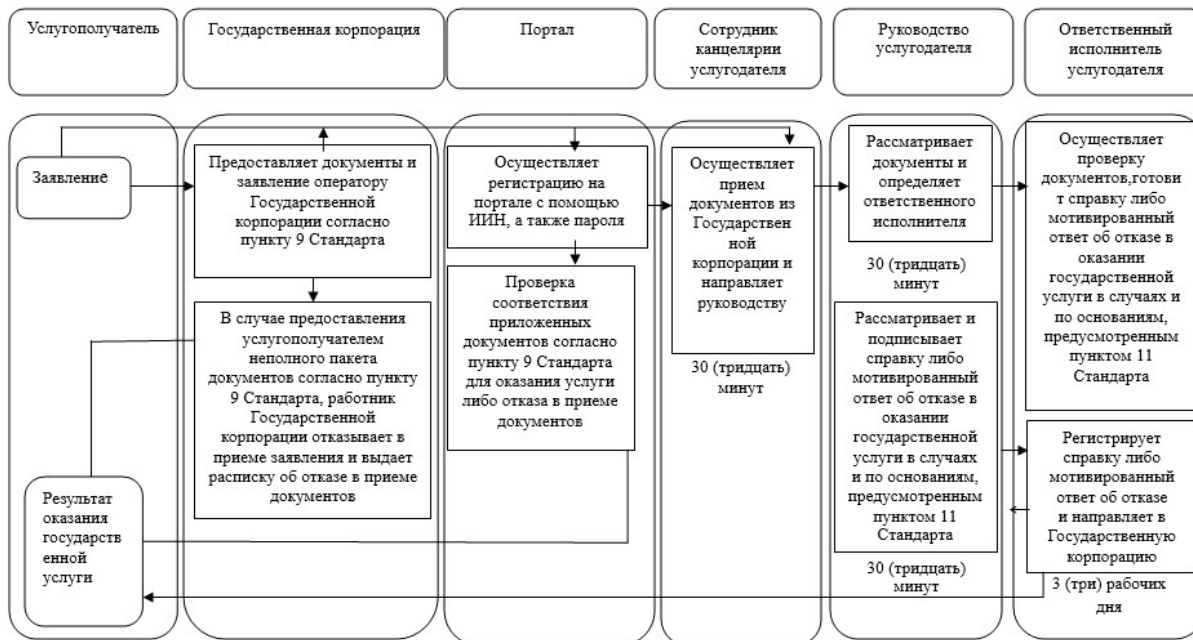 Услугополучатель
Государственная корпорация
Портал
Сотрудник
канцелярии
услугодателя
Руководство
услугодателя
Ответственный
исполнитель
услугодателя
Заявление
Предоставляет документы и
заявление оператору
Государственной
корпорации согласно
пункту 9 Стандарта
В случае предоставления
услугополучателем
неполного пакета
документов согласно пункту
9 Стандарта, работник
Государственной
корпорации отказывает в
приеме заявления и выдает
расписку об отказе в приеме
документов
Осуществляет
регистрацию на
портале с помощью
ИИН, а также пароля
Проверка
соответствия
приложенных
документов согласно
пункту 9 Стандарта
для оказания услуги
либо отказа в приеме
документов
Осуществляет
прием
документов из
Государствен
ной
корпорации и
направляет
руководству
30 (тридцать)
минут
Рассматривает
документы и
определяет
ответственного
исполнителя
30 (тридцать)
минут
Рассматривает и
подписывает
справку либо
мотивированный
ответ об отказе в
оказании
государственной
услуги в случаях
и по основаниям,
предусмотренным
пунктом 11
Стандарта
30 (тридцать)
минут
Осуществляет
проверку
документов,готови
т справку либо
мотивированный
ответ об отказе в
оказании
государственной
услуги в случаях и
по основаниям,
предусмотренным
пунктом 11
Стандарта
Регистрирует
справку либо
мотивированный
ответ об отказе
и направляет в
Государственную
корпорацию
3 (три) рабочих
дня
Результат
оказания
государств
енной
услуги